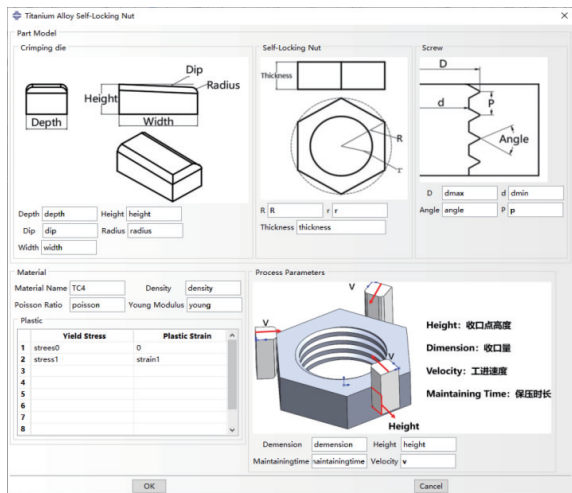 Titanium Alloy Self-Locking Nut
Part Model
Crimping die
Dip
Radius
Height
Depth
Width
Depth depth Height height
Dip dip Radius radius
Width width
Self-Locking Nut
Thickness
R
r
R R r r
Thickness thickness
Screw
D
d
P
Angle
D dmax d dmin
Angle angle P p
Material
Material Name TC4 Density density
Poisson Ratio poisson Young Modulus young
Plastic
Yield Stress Plastic Strain
1 strees0 0
2 stress1 strain1
3
4
5
6
7
8
Process Parameters
V
V
V
Height
Height: 收口点高度
Dimension: 收口量
Velocity: 工进速度
Maintaining Time: 保压时长
Demension demension Height height
Maintainingtime naintainingtime Velocity v
OK Cancel